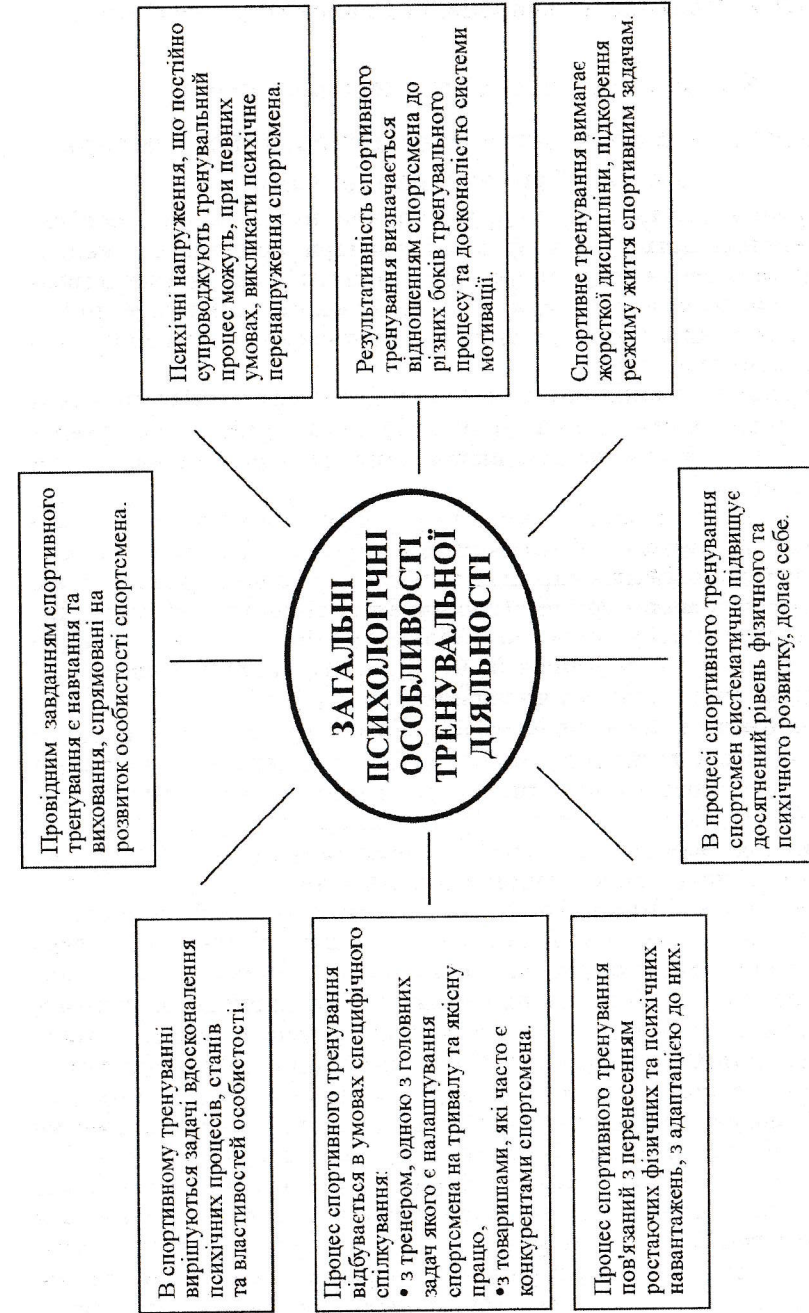 В спортивному тренуванні
вирішуються задачі вдосконалення
психічних процесів, станів
та властивостей особистості.
Провідним завданням спортивного
тренування є навчання та
виховання, спрямовані на
розвиток особистості спортсмена.
Психічні напруження, що постійно
супроводжують тренувальний
процес можуть, при певних
умовах, викликати психічне
перенапруження спортсмена.
Процес спортивного тренування
відбувається в умовах специфічного
спілкування:
• з тренером, одною з головних
задач якого є налаштування
спортсмена на тривалу та якісну
працю,
•з товаришами, які часто є
конкурентами спортсмена.
ЗАГАЛЬНІ
ПСИХОЛОГІЧНІ
ОСОБЛИВОСТІ
ТРЕНУВАЛЬНОЇ
ДІЯЛЬНОСТІ
Результативність спортивного
тренування визначається
відношенням спортсмена до
різних боків тренувального
процесу та досконалістю системи
мотивації.
Процес спортивного тренування
пов'язаний з перенесенням
ростаючих фізичних та психічних
навантажень, з адаптацією до них.
В процесі спортивного тренування
спортсмен систематично підвищує
досягнений рівень фізичного та
психічного розвитку, долає себе.
Спортивне тренування вимагає
жорсткої дисципліни, підкорення
режиму життя спортивним задачам.